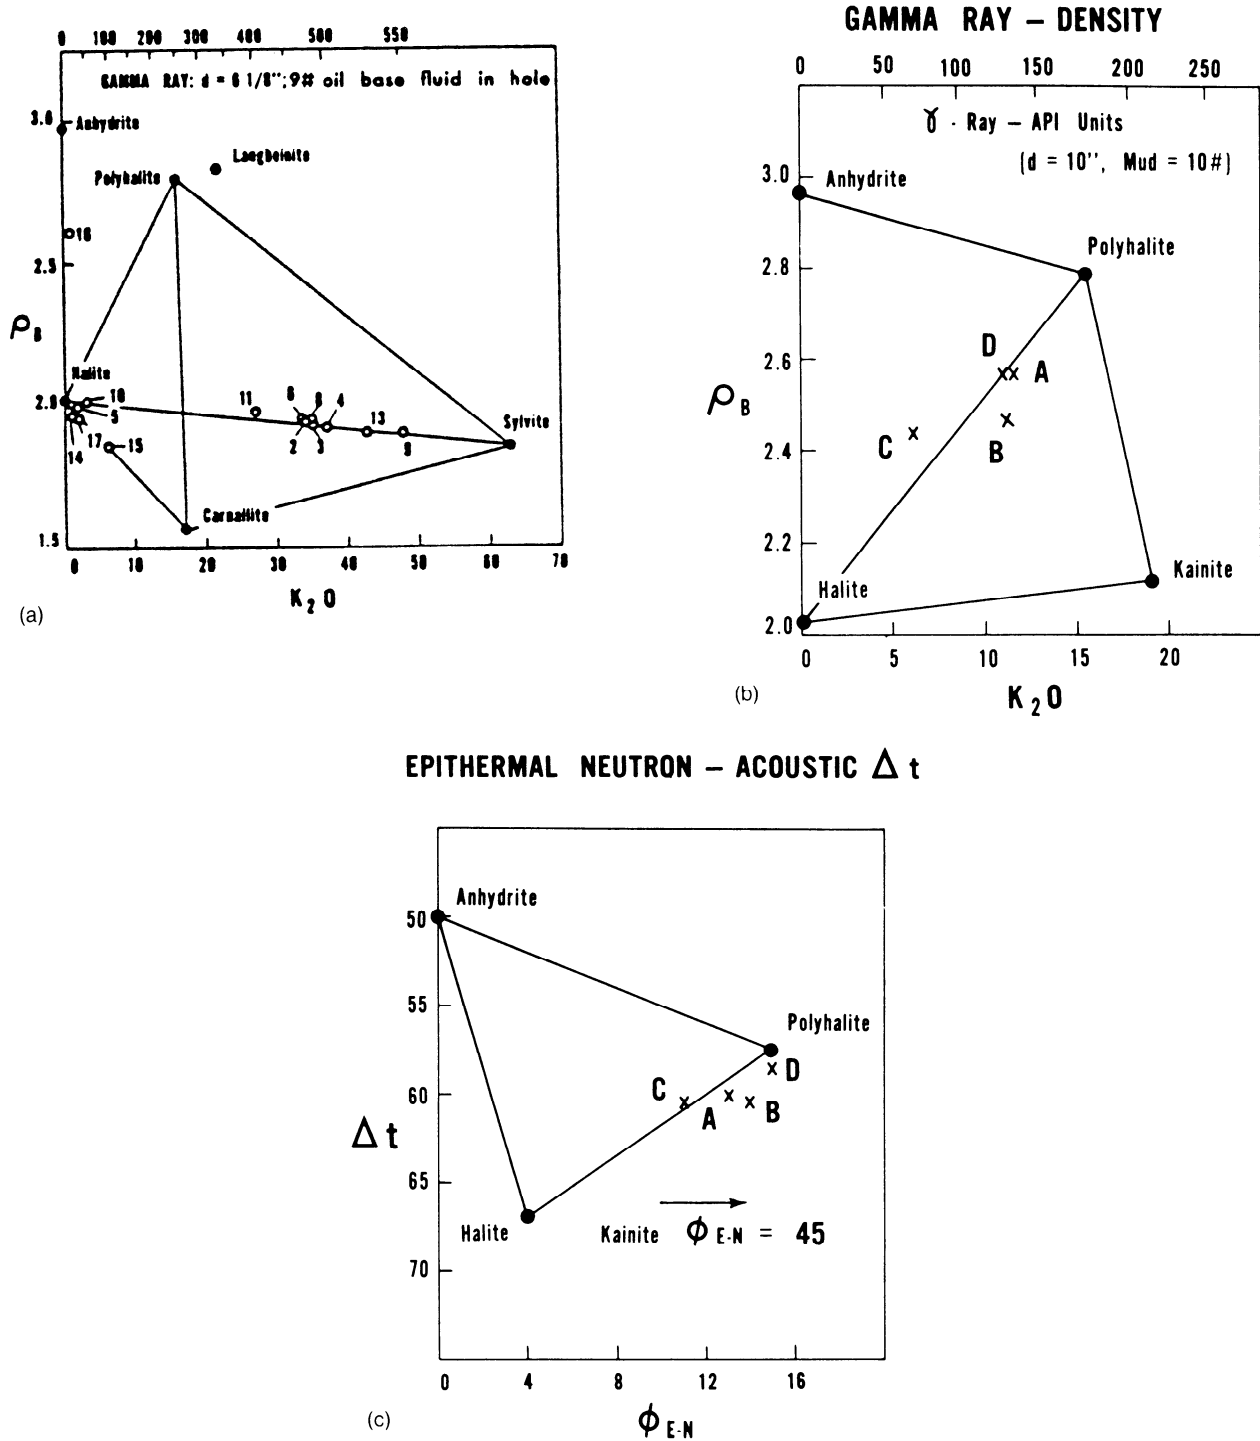 0 100 200 300 400 500 550
GAMMA RAY: d = 6 1/8"; 9# oil base fluid in hole
3.0
Anhydrite
Langbeinite
Polyhalite
16
2.5
ρB
Halite
2.0
10
5
14
17
15
11
6
8
4
2
3
13
9
Sylvite
Carnallite
1.5
0 10 20 30 40 50 60 70
K2O
(a)
GAMMA RAY – DENSITY
0 50 100 130 150 200 250
γ - Ray – API Units
(d = 10", Mud = 10#)
3.0
Anhydrite
Polyhalite
2.8
D
2.6
A
ρB
C
B
2.4
2.2
Kainite
Halite
2.0
0 5 10 15 20
K2O
(b)
EPITHERMAL NEUTRON – ACOUSTIC Δ t
Anhydrite
50
55
Polyhalite
D
60
C
A
B
Δ t
65
Halite
Kainite ϕE-N = 45
70
0 4 8 12 16
ϕE-N
(c)